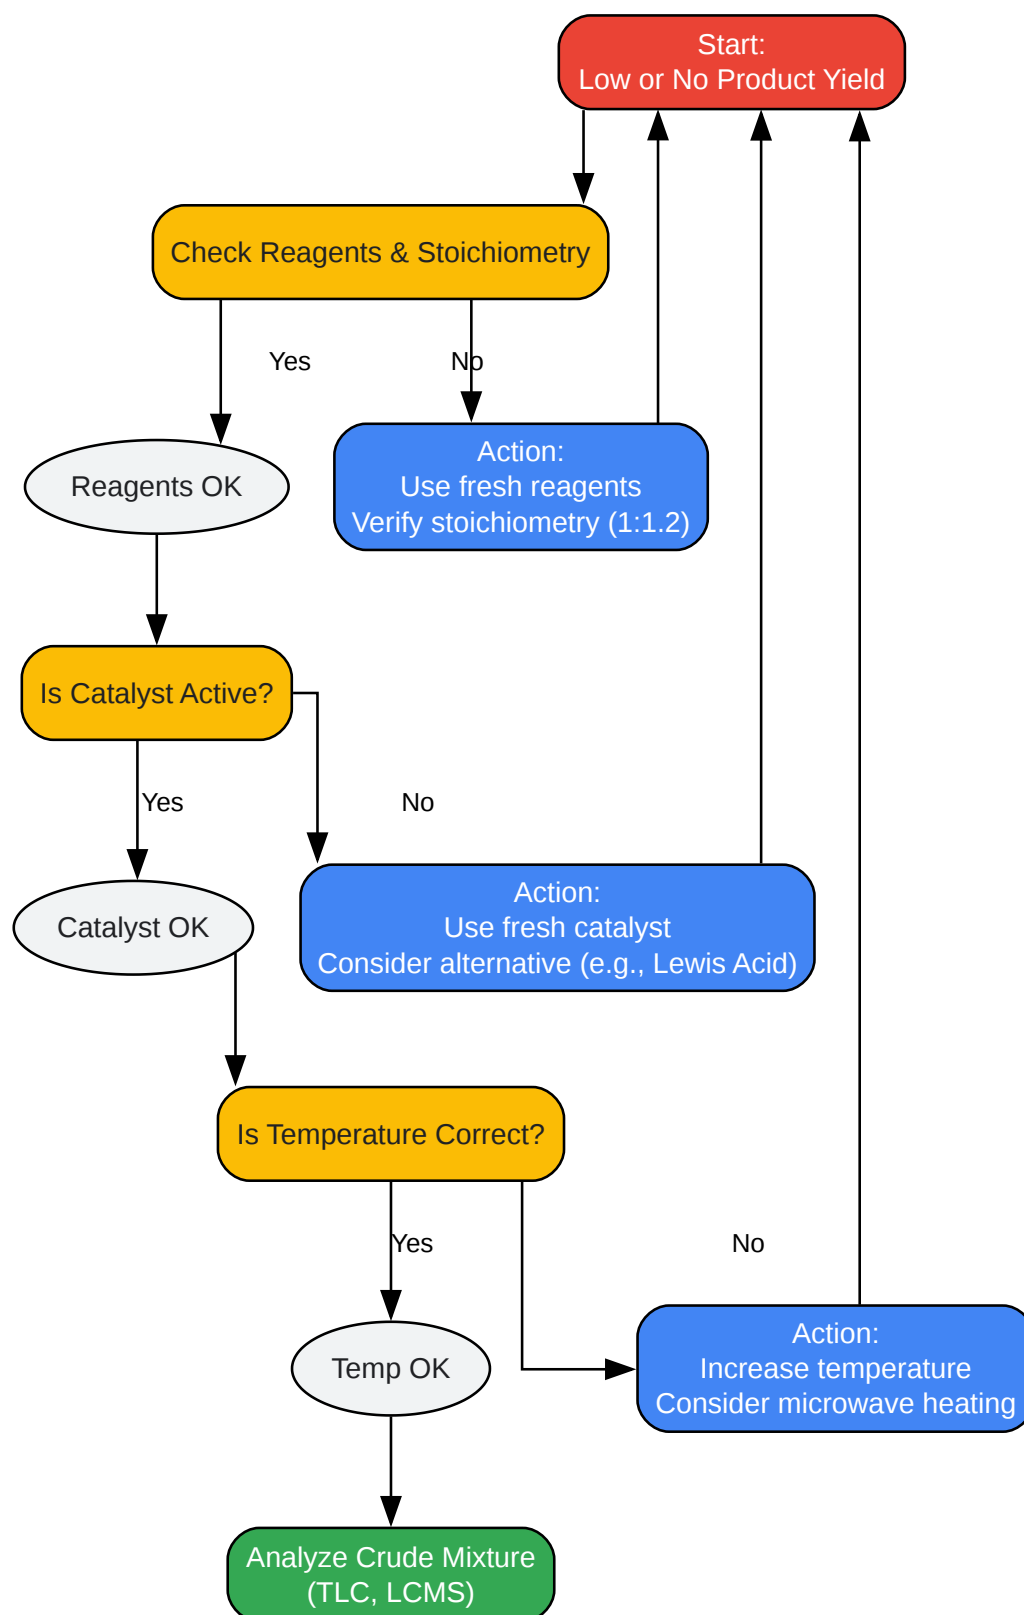 Start:
Low or No Product Yield
Check Reagents & Stoichiometry
Yes
No
Reagents OK
Action:
Use fresh reagents
Verify stoichiometry (1:1.2)
Is Catalyst Active?
Yes
No
Catalyst OK
Action:
Use fresh catalyst
Consider alternative (e.g., Lewis Acid)
Is Temperature Correct?
Yes
No
Temp OK
Action:
Increase temperature
Consider microwave heating
Analyze Crude Mixture
(TLC, LCMS)